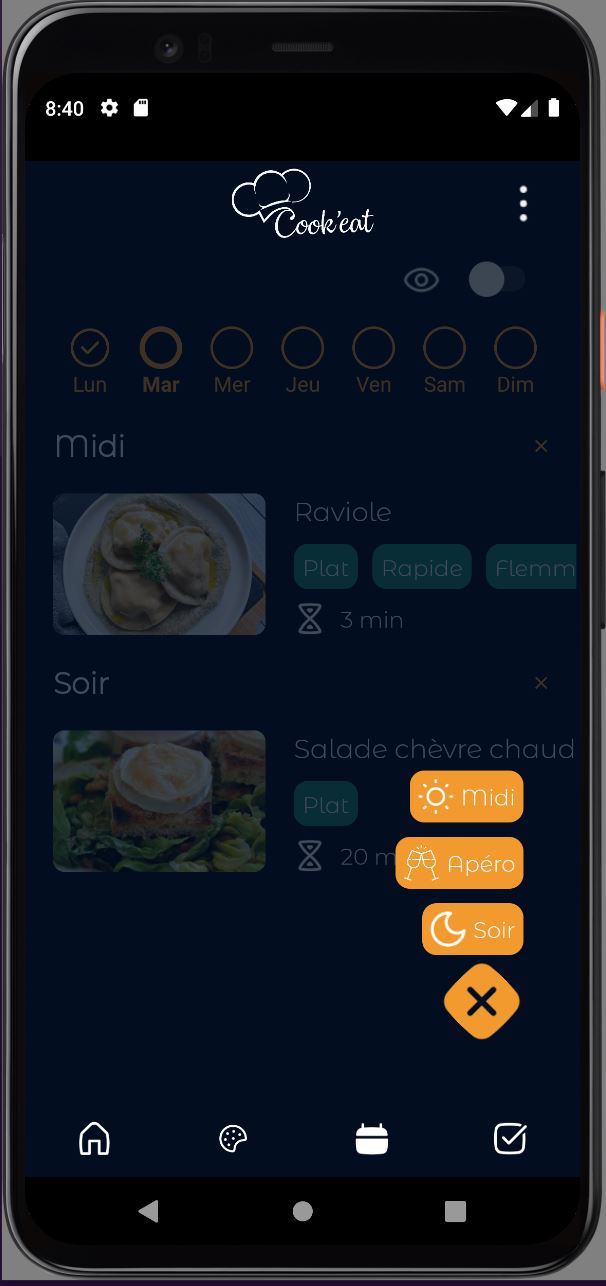 8:40
Cook'eat
Lun Mar Mer Jeu Ven Sam Dim
Midi
Raviole
Plat Rapide Flemm
3 min
Soir
Salade chèvre chaud
Plat
Midi
20 m
Apéro
Soir